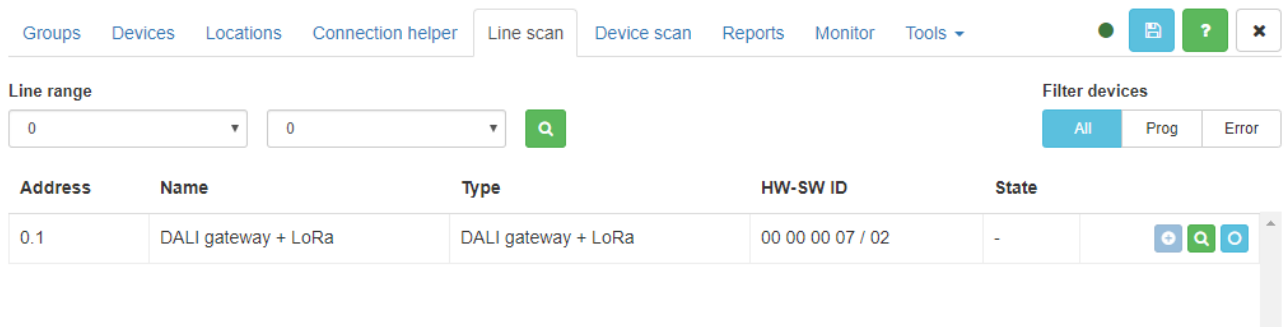 Groups Devices Locations Connection helper Line scan Device scan Reports Monitor Tools ?
Line range Filter devices
0 0 All Prog Error
Address Name Type HW-SW ID State
0.1 DALI gateway + LoRa DALI gateway + LoRa 00 00 00 07 / 02 -